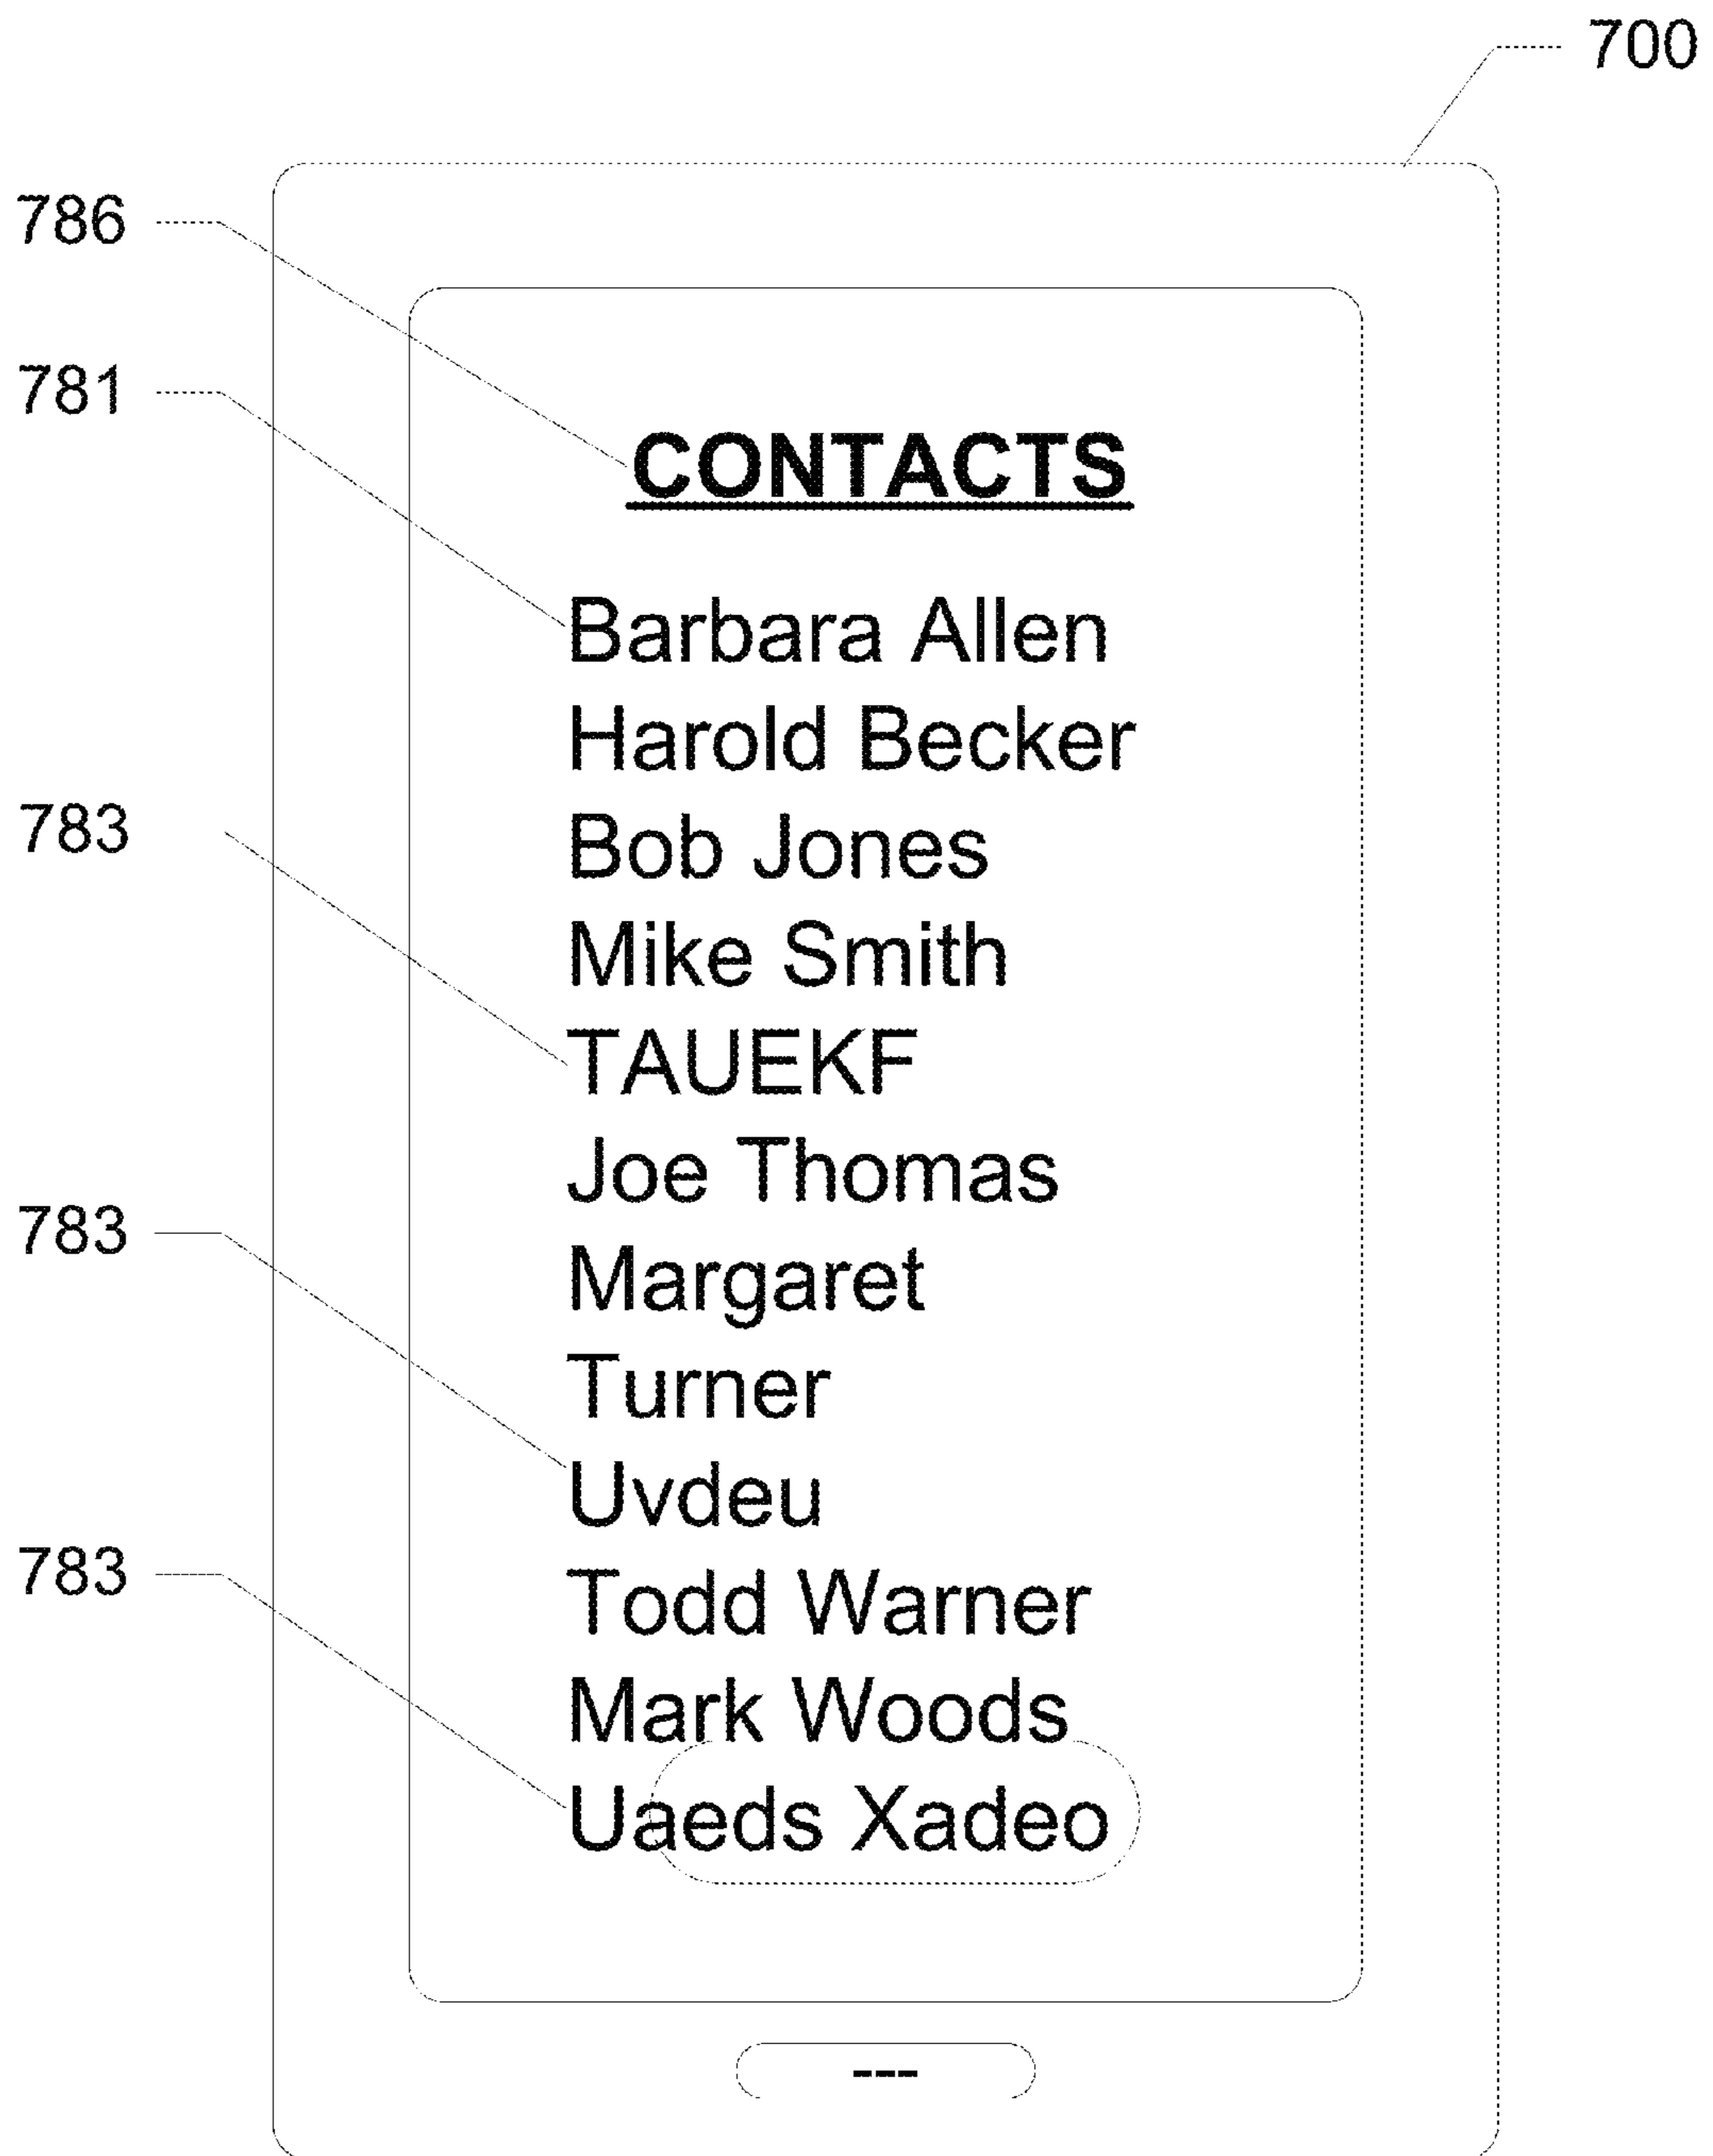 700
786
781
CONTACTS
Barbara Allen
Harold Becker
783
Bob Jones
Mike Smith
TAUEKF
Joe Thomas
783
Margaret
Turner
Uvdeu
783
Todd Warner
Mark Woods
Uaeds Xadeo
---